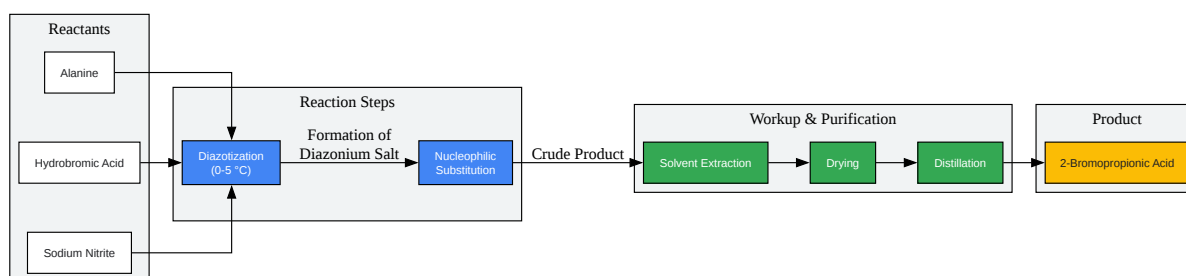 Reactants
Alanine
Hydrobromic Acid
Sodium Nitrite
Reaction Steps
Diazotization
(0-5 °C)
Formation of
Diazonium Salt
Nucleophilic
Substitution
Crude Product
Workup & Purification
Solvent Extraction
Drying
Distillation
Product
2-Bromopropionic Acid